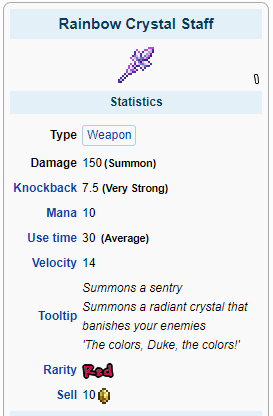 Rainbow Crystal Staff
Statistics
Type Weapon
Damage 150 (Summon)
Knockback 7.5 (Very Strong)
Mana 10
Use time 30 (Average)
Velocity 14
Tooltip Summons a sentry
Summons a radiant crystal that
banishes your enemies
'The colors, Duke, the colors!'
Rarity Red
Sell 10